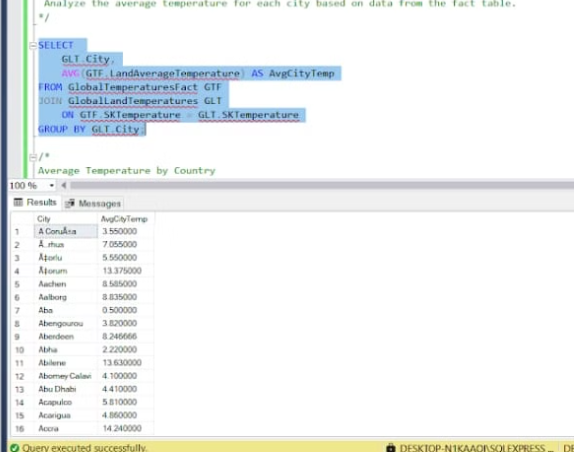 Analyze the average temperature for each city based on data from the fact table.
*/
SELECT
GLT.City,
AVG(GTF.LandAverageTemperature) AS AvgCityTemp
FROM GlobalTemperaturesFact GTF
JOIN GlobalLandTemperatures GLT
ON GTF.SKTemperature = GLT.SKTemperature
GROUP BY GLT.City;
/*
Average Temperature by Country
100 %
Results Messages
City AvgCityTemp
1 A CoruÃ±a 3.550000
2 Ã…rhus 7.055000
3 Ã‡orlu 5.550000
4 Ã‡orum 13.375000
5 Aachen 8.585000
6 Aalborg 8.835000
7 Aba 0.500000
8 Abengourou 3.820000
9 Aberdeen 8.246666
10 Abha 2.220000
11 Abilene 13.630000
12 Abomey Calavi 4.100000
13 Abu Dhabi 4.410000
14 Acapulco 5.810000
15 Acarigua 4.860000
16 Accra 14.240000
Query executed successfully. DESKTOP-N1KAAOI\SQLEXPRESS ... DE